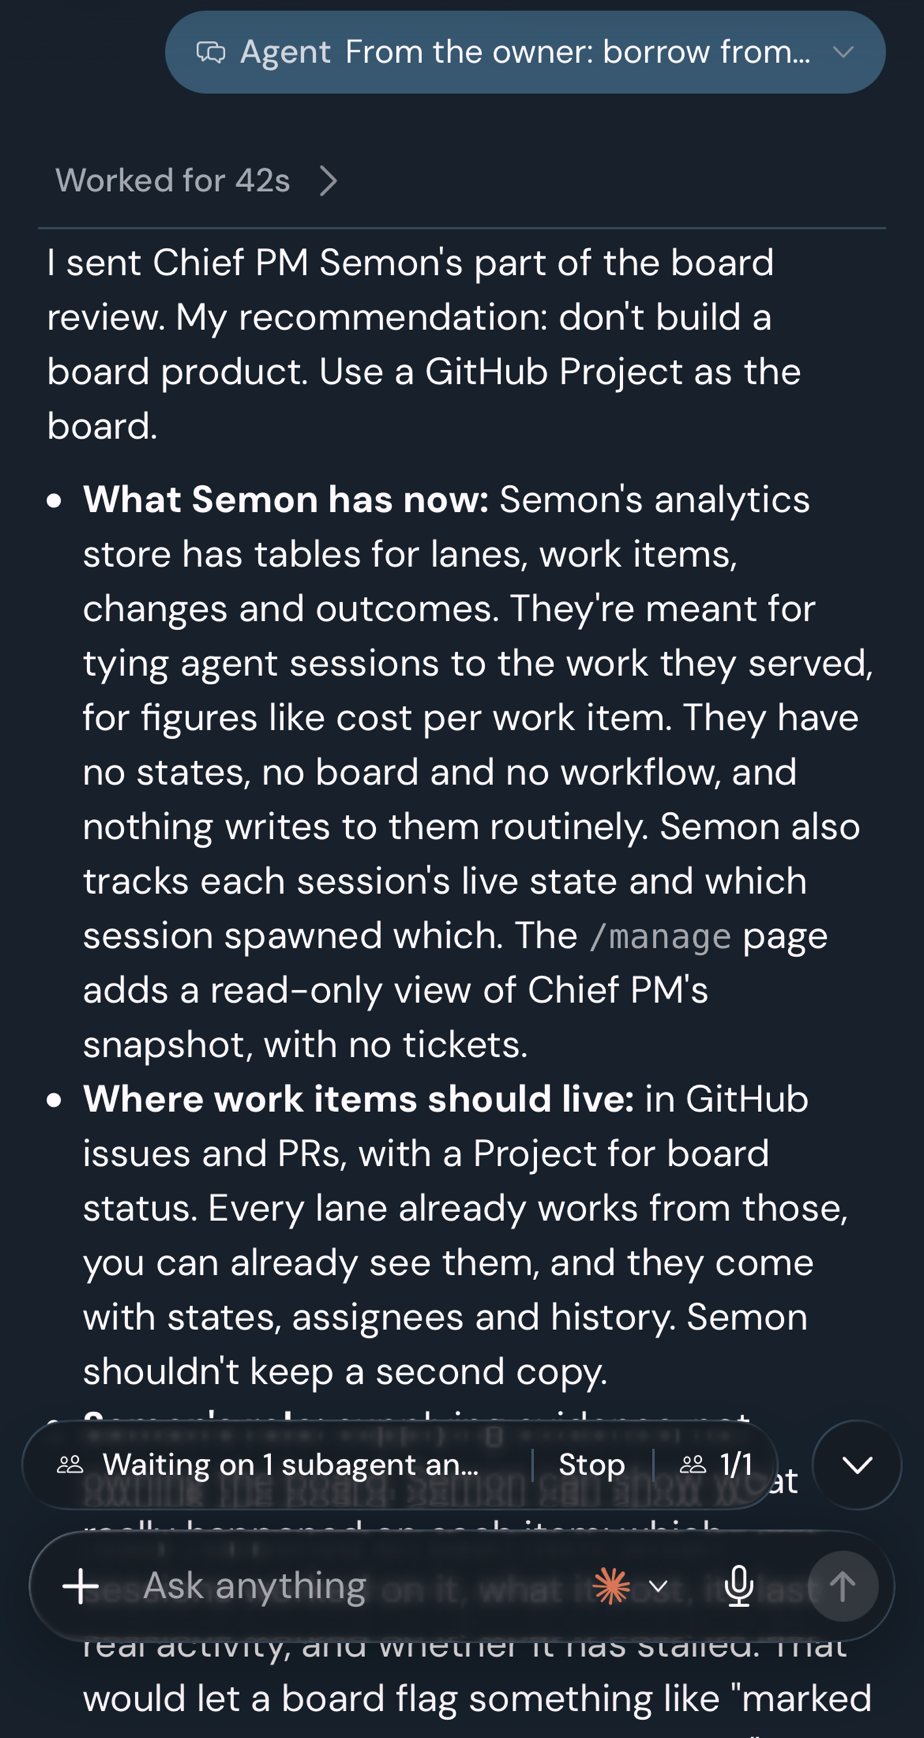 Agent From the owner: borrow from...
Worked for 42s
I sent Chief PM Semon's part of the board
review. My recommendation: don't build a
board product. Use a GitHub Project as the
board.
• What Semon has now: Semon's analytics
store has tables for lanes, work items,
changes and outcomes. They're meant for
tying agent sessions to the work they served,
for figures like cost per work item. They have
no states, no board and no workflow, and
nothing writes to them routinely. Semon also
tracks each session's live state and which
session spawned which. The /manage page
adds a read-only view of Chief PM's
snapshot, with no tickets.
• Where work items should live: in GitHub
issues and PRs, with a Project for board
status. Every lane already works from those,
you can already see them, and they come
with states, assignees and history. Semon
shouldn't keep a second copy.
Waiting on 1 subagent an... Stop 1/1
Ask anything
real activity, and whether it has stalled. That
would let a board flag something like "marked